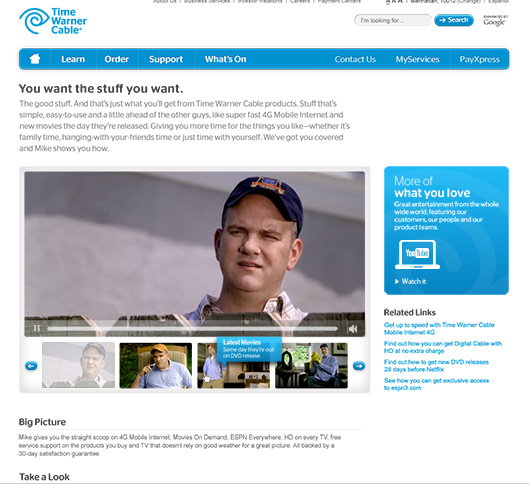 About Us | Business Services | Investor Relations | Careers | Payment Centers
A A A | Manhattan, 10012 (Change) | Español
Time
Warner
Cable®
I'm looking for...
Search
ENHANCED BY
Google
Learn
Order
Support
What's On
Contact Us
MyServices
PayXpress
You want the stuff you want.
The good stuff. And that's just what you'll get from Time Warner Cable products. Stuff that's
simple, easy-to-use and a little ahead of the other guys, like super fast 4G Mobile Internet and
new movies the day they're released. Giving you more time for the things you like—whether it's
family time, hanging-with-your-friends time or just time with yourself. We've got you covered
and Mike shows you how.
More of
what you love
Great entertainment from the whole
wide world, featuring our
customers, our people and our
product teams.
YouTube
Watch it
Latest Movies
Same day they're out
on DVD release.
Related Links
Get up to speed with Time Warner Cable
Mobile Internet 4G
Find out how you can get Digital Cable with
HD at no extra charge
Find out how to get new DVD releases
28 days before Netflix
See how you can get exclusive access
to espn3.com
Big Picture
Mike gives you the straight scoop on 4G Mobile Internet, Movies On Demand, ESPN Everywhere, HD on every TV, free
service support on the products you buy and TV that doesn't rely on good weather for a great picture. All backed by a
30-day satisfaction guarantee.
Take a Look